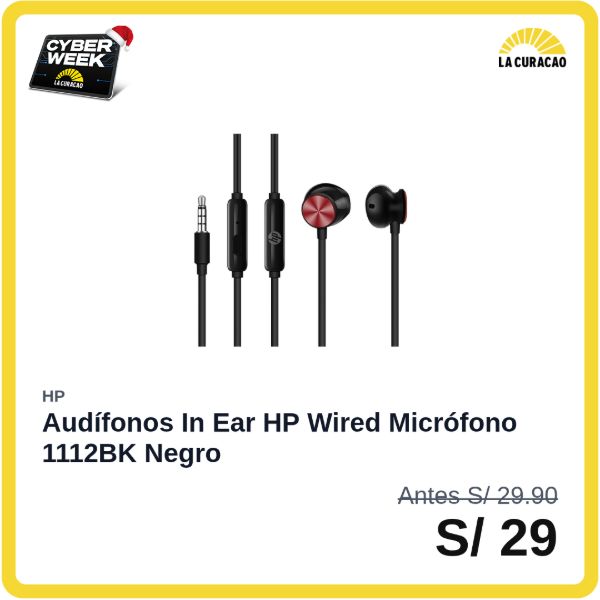 CYBER
WEEK
LA CURACAO
LA CURACAO
HP
Audífonos In Ear HP Wired Micrófono
1112BK Negro
Antes S/ 29.90
S/ 29